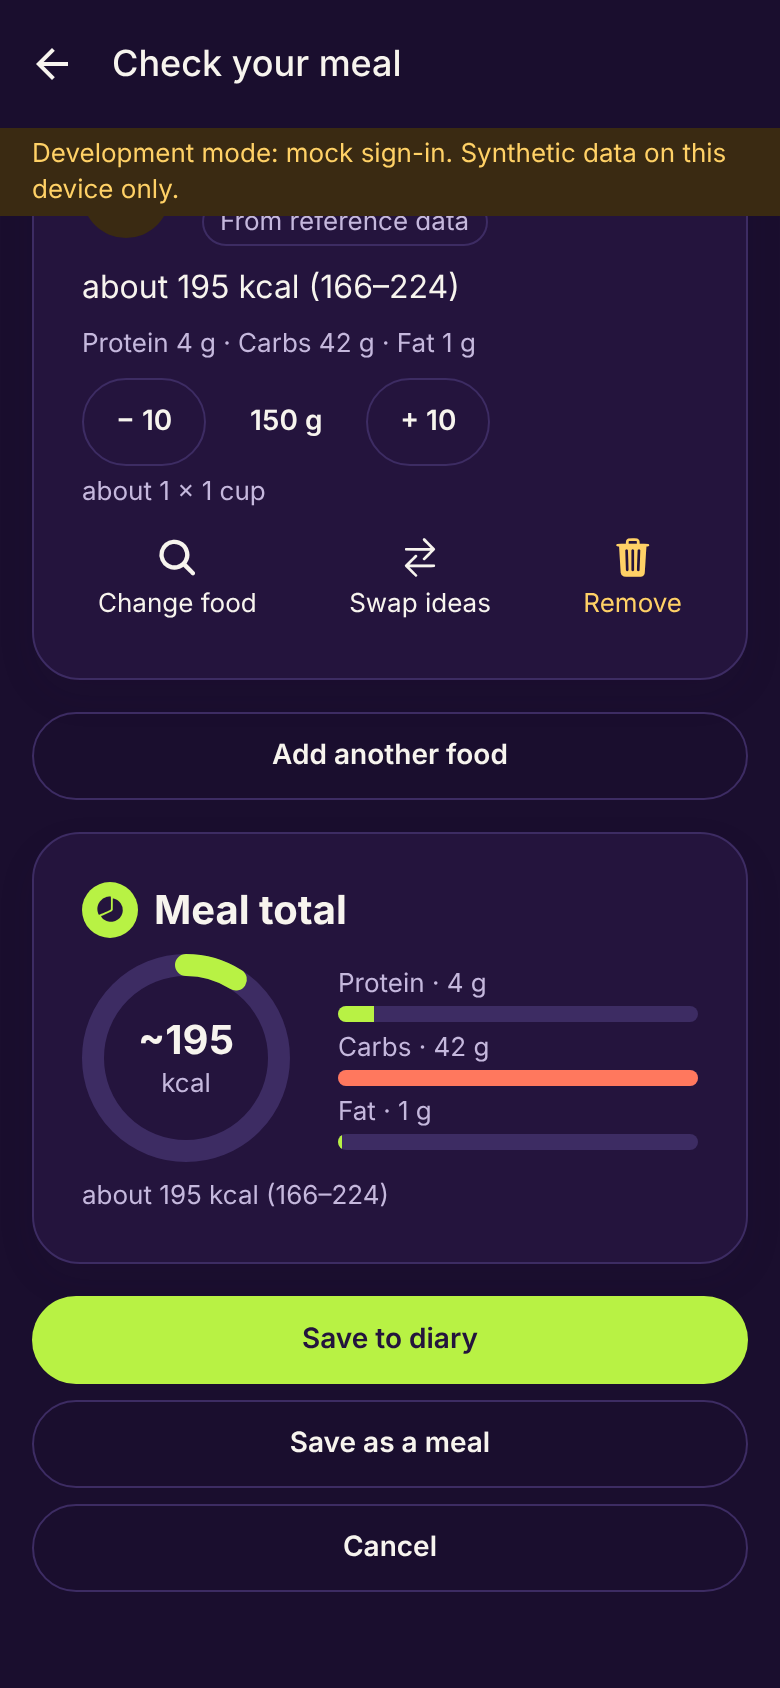 Check your meal
Development mode: mock sign-in. Synthetic data on this
device only.
From reference data
about 195 kcal (166–224)
Protein 4 g · Carbs 42 g · Fat 1 g
− 10
150 g
+ 10
about 1 × 1 cup
Change food
Swap ideas
Remove
Add another food
Meal total
~195
kcal
Protein · 4 g
Carbs · 42 g
Fat · 1 g
about 195 kcal (166–224)
Save to diary
Save as a meal
Cancel